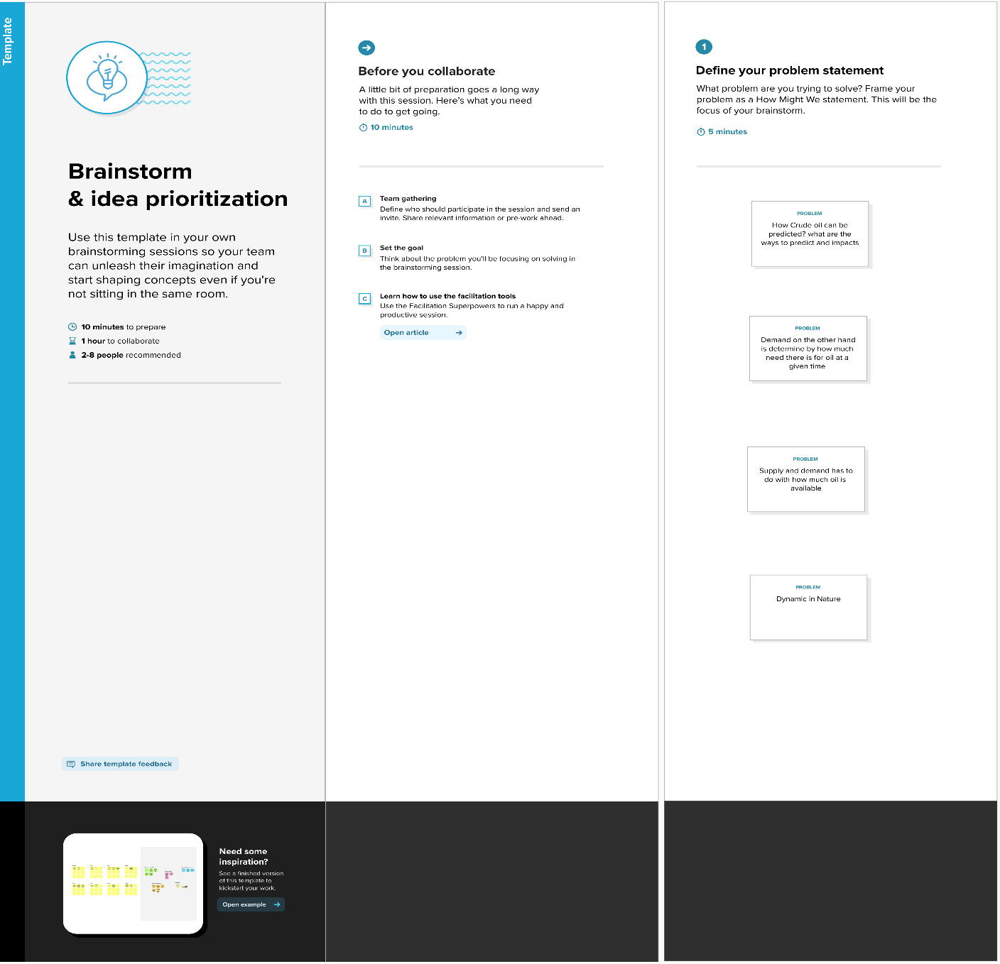 Template
Brainstorm
& idea prioritization
Use this template in your own
brainstorming sessions so your team
can unleash their imagination and
start shaping concepts even if you're
not sitting in the same room.
10 minutes to prepare
1 hour to collaborate
2-8 people recommended
Share template feedback
Need some
inspiration?
See a finished version
of this template to
kickstart your work.
Open example
Before you collaborate
A little bit of preparation goes a long way
with this session. Here's what you need
to do to get going.
10 minutes
A
Team gathering
Define who should participate in the session and send an
invite. Share relevant information or pre-work ahead.
B
Set the goal
Think about the problem you'll be focusing on solving in
the brainstorming session.
C
Learn how to use the facilitation tools
Use the Facilitation Superpowers to run a happy and
productive session.
Open article
1
Define your problem statement
What problem are you trying to solve? Frame your
problem as a How Might We statement. This will be the
focus of your brainstorm.
5 minutes
PROBLEM
How Crude oil can be
predicted? what are the
ways to predict and impacts
PROBLEM
Demand on the other hand
is determine by how much
need there is for oil at a
given time
PROBLEM
Supply and demand has to
do with how much oil is
available
PROBLEM
Dynamic in Nature